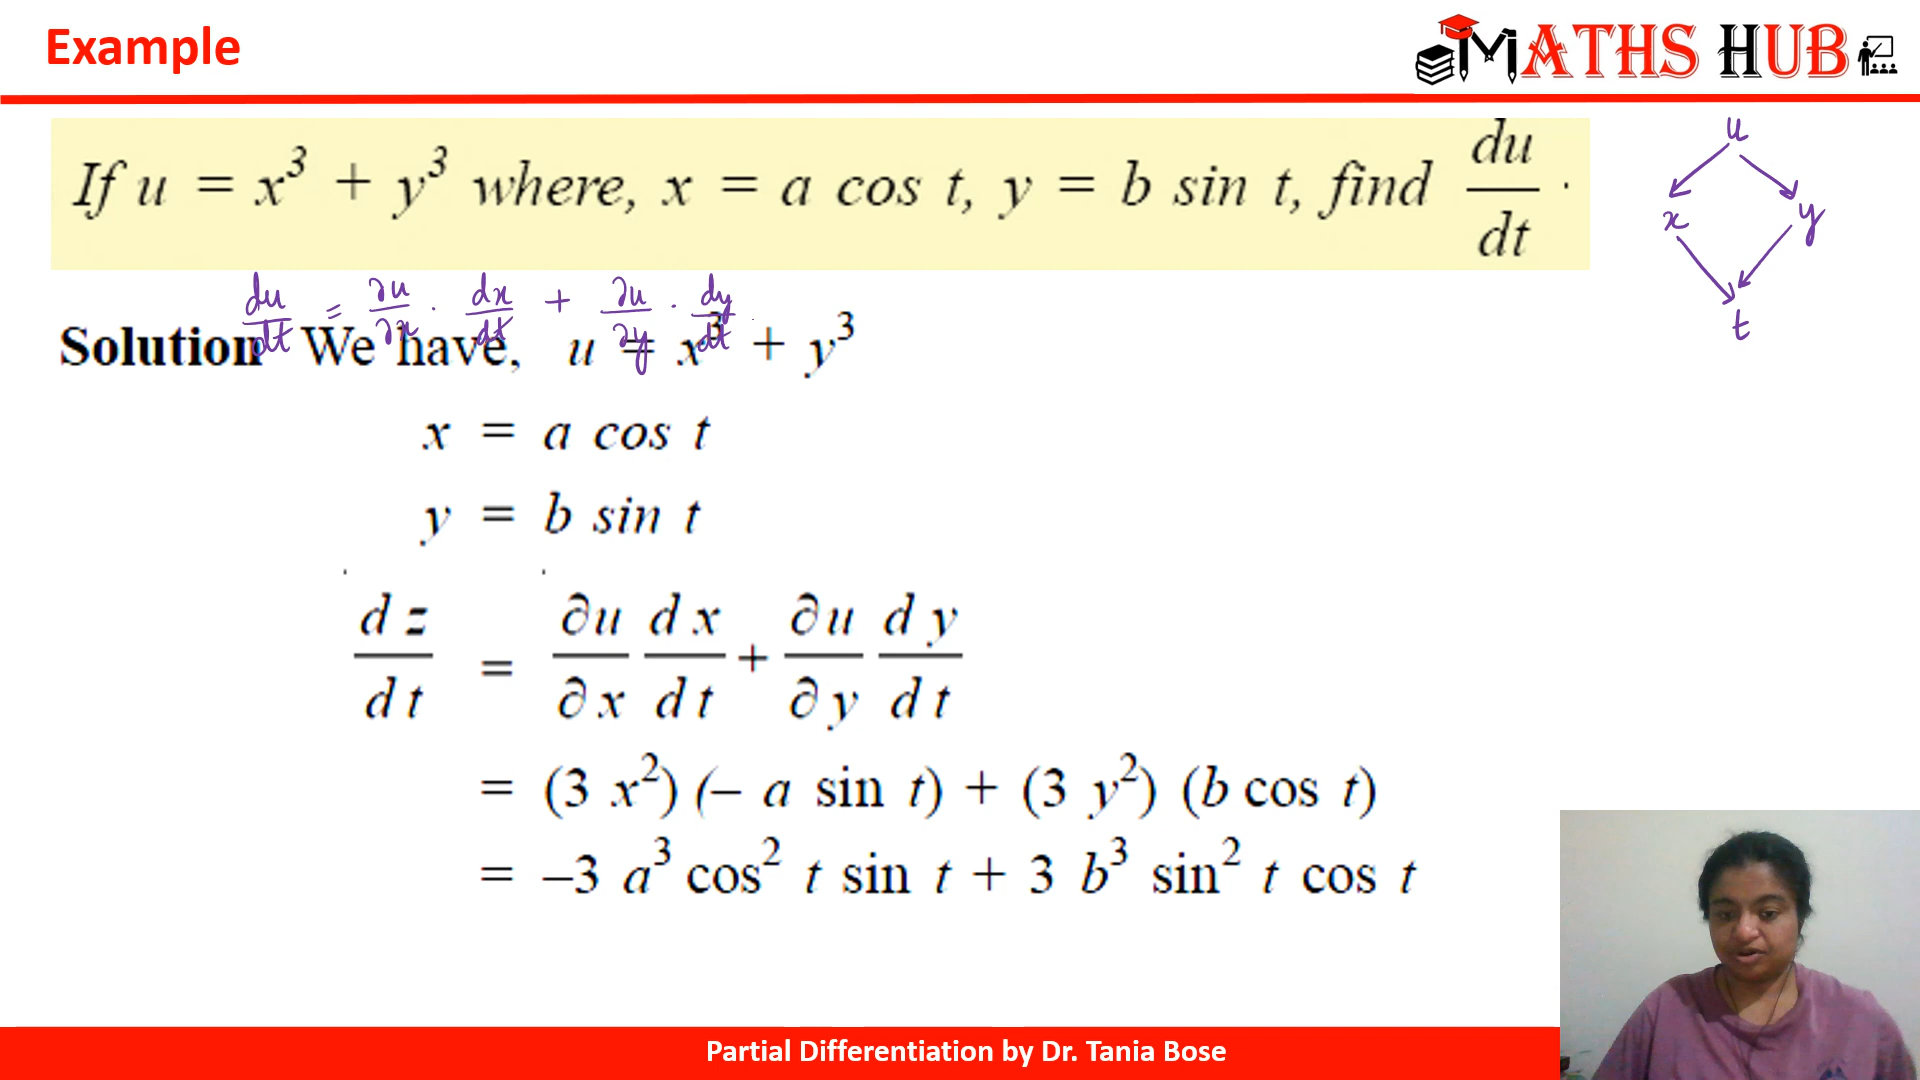 Example
MATHS HUB
If u = x³ + y³ where, x = a cos t, y = b sin t, find du/dt ·
u
x y
t
du/dt = ∂u/∂x · dx/dt + ∂u/∂y · dy/dt
Solution We have, u = x³ + y³
x = a cos t
y = b sin t
dz/dt = ∂u/∂x dx/dt + ∂u/∂y dy/dt
= (3 x²) (– a sin t) + (3 y²) (b cos t)
= –3 a³ cos² t sin t + 3 b³ sin² t cos t
Partial Differentiation by Dr. Tania Bose